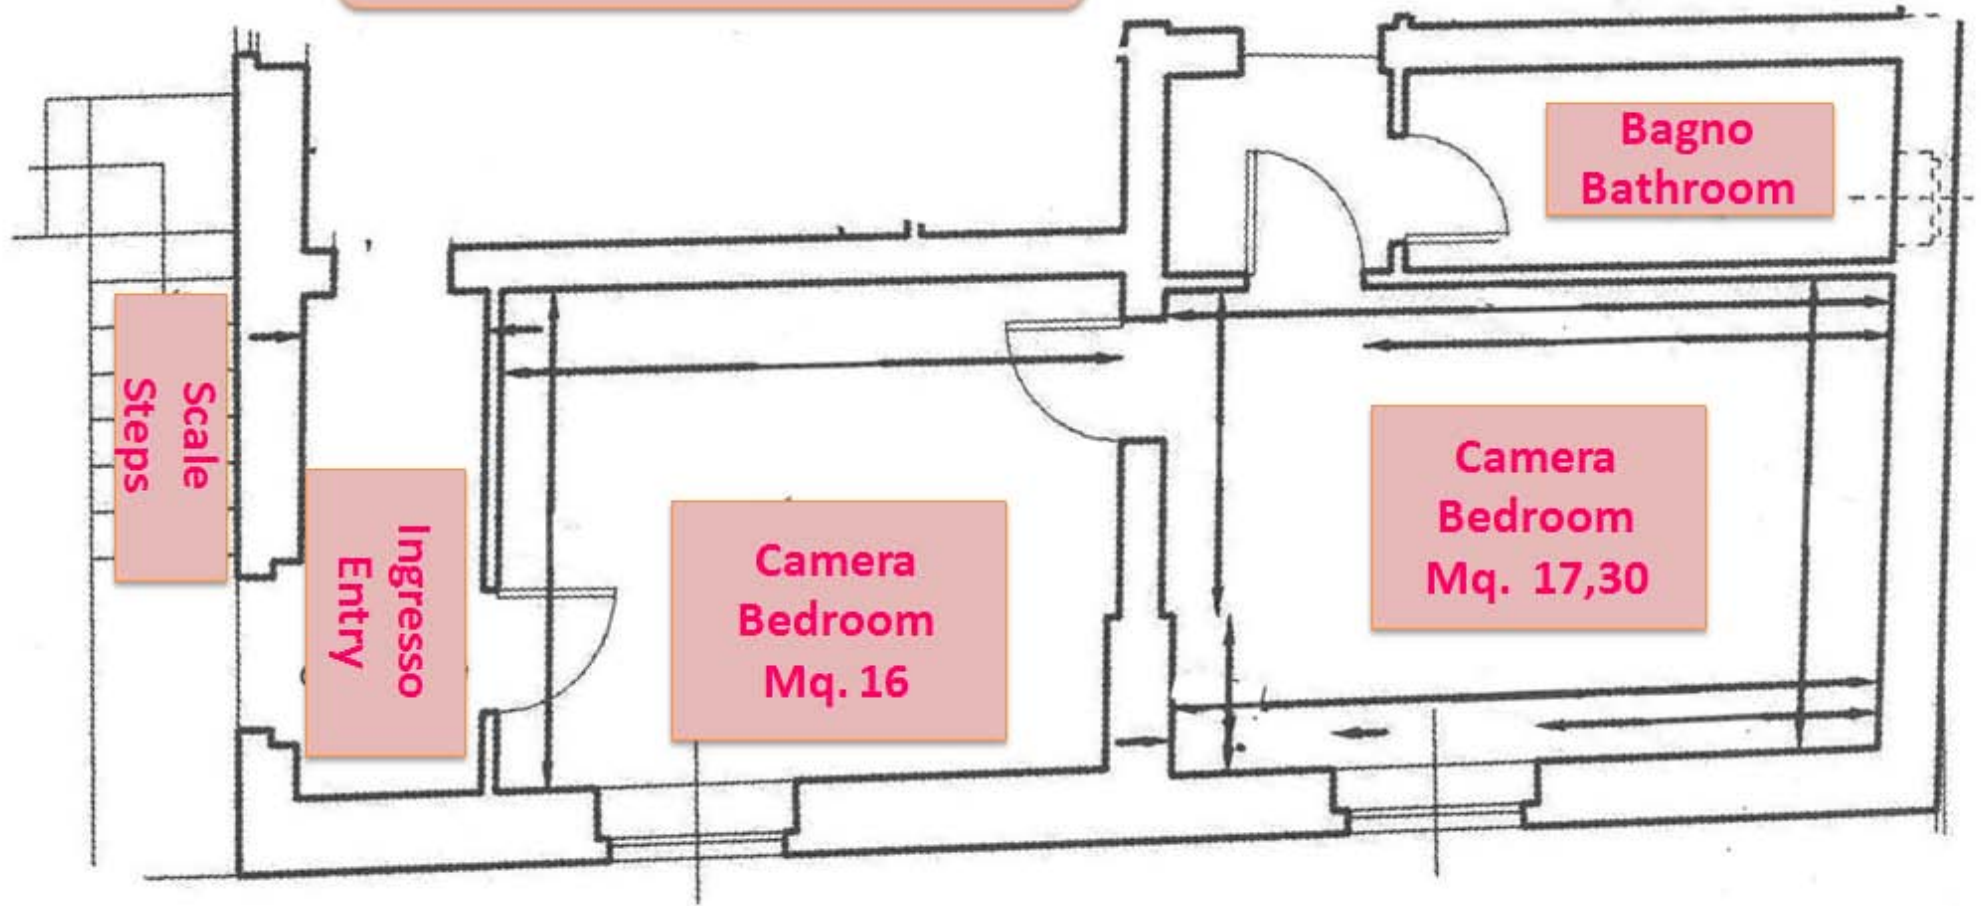 Bagno
Bathroom
Scale
Steps
Ingresso
Entry
Camera
Bedroom
Mq. 16
Camera
Bedroom
Mq. 17,30